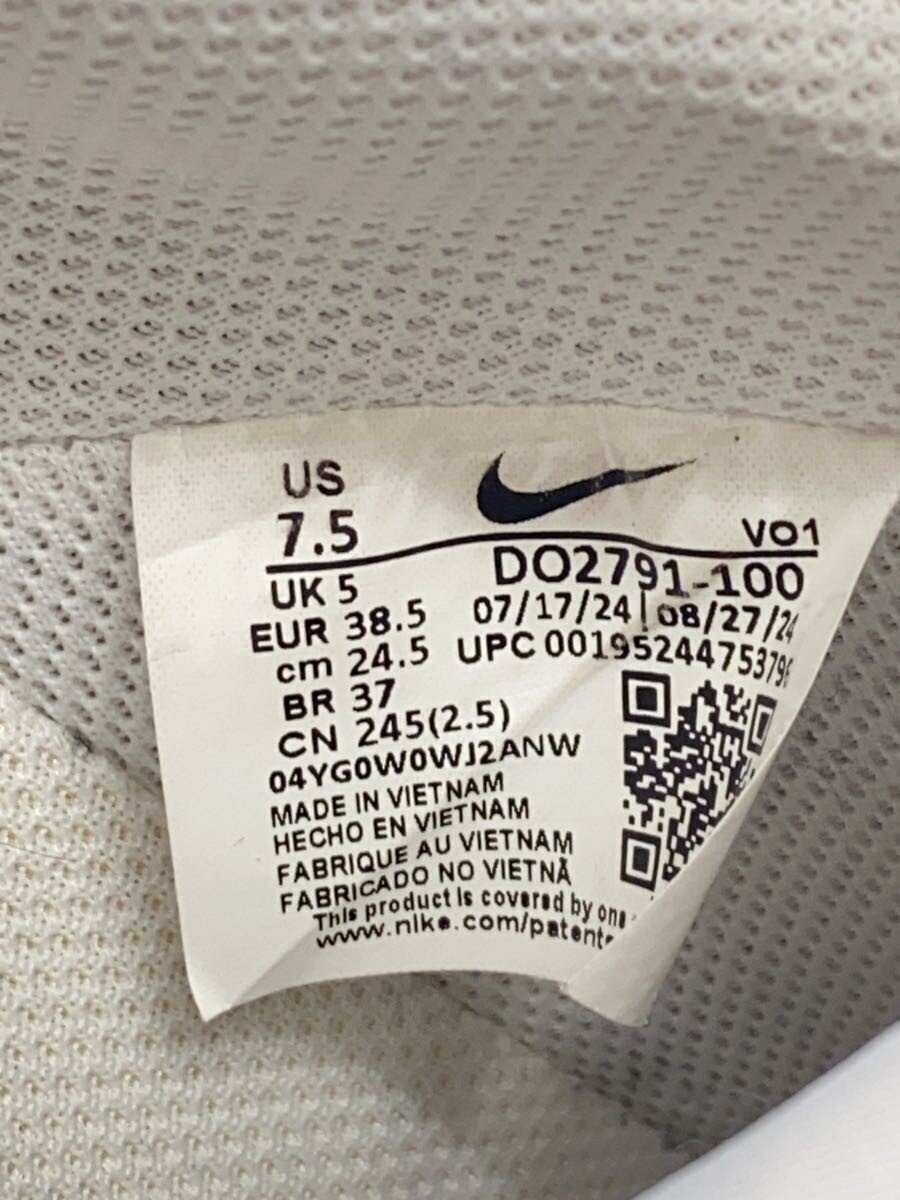 US
7.5
VO1
UK 5
DO2791-100
EUR 38.5
07/17/24 | 08/27/24
cm 24.5
UPC 00195244753796
BR 37
CN 245(2.5)
04YG0W0WJ2ANW
MADE IN VIETNAM
HECHO EN VIETNAM
FABRIQUE AU VIETNAM
FABRICADO NO VIETNÃ
This product is covered by one
www.nike.com/patents